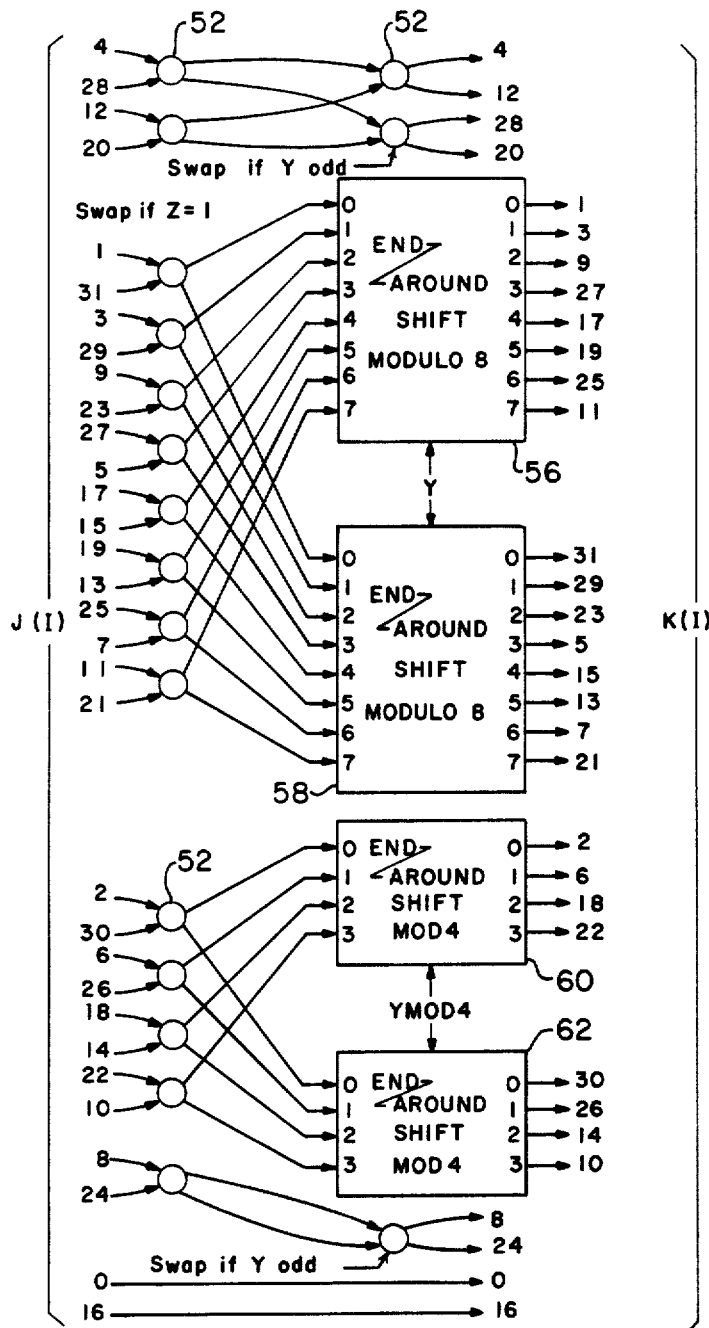 52 52
4 4
28 12
12 28
20 20
Swap if Y odd
Swap if Z=1
1
31
3
29
9
23
27
5
17
15
19
13
25
7
11
21
0 0 1
1 END- 1 3
2 2 9
3 AROUND 3 27
4 SHIFT 4 17
5 5 19
6 MODULO 8 6 25
7 7 11
56
Y
J (I) K(I)
0 0 31
1 END- 1 29
2 AROUND 2 23
3 3 5
4 SHIFT 4 15
5 5 13
6 MODULO 8 6 7
7 7 21
58
52
2
30
6
26
18
14
22
10
0 END- 0 2
1 AROUND 1 6
2 SHIFT 2 18
3 MOD4 3 22
60
YMOD4
62
0 END- 0 30
1 AROUND 1 26
2 SHIFT 2 14
3 MOD4 3 10
8 8
24 24
Swap if Y odd
0 0
16 16